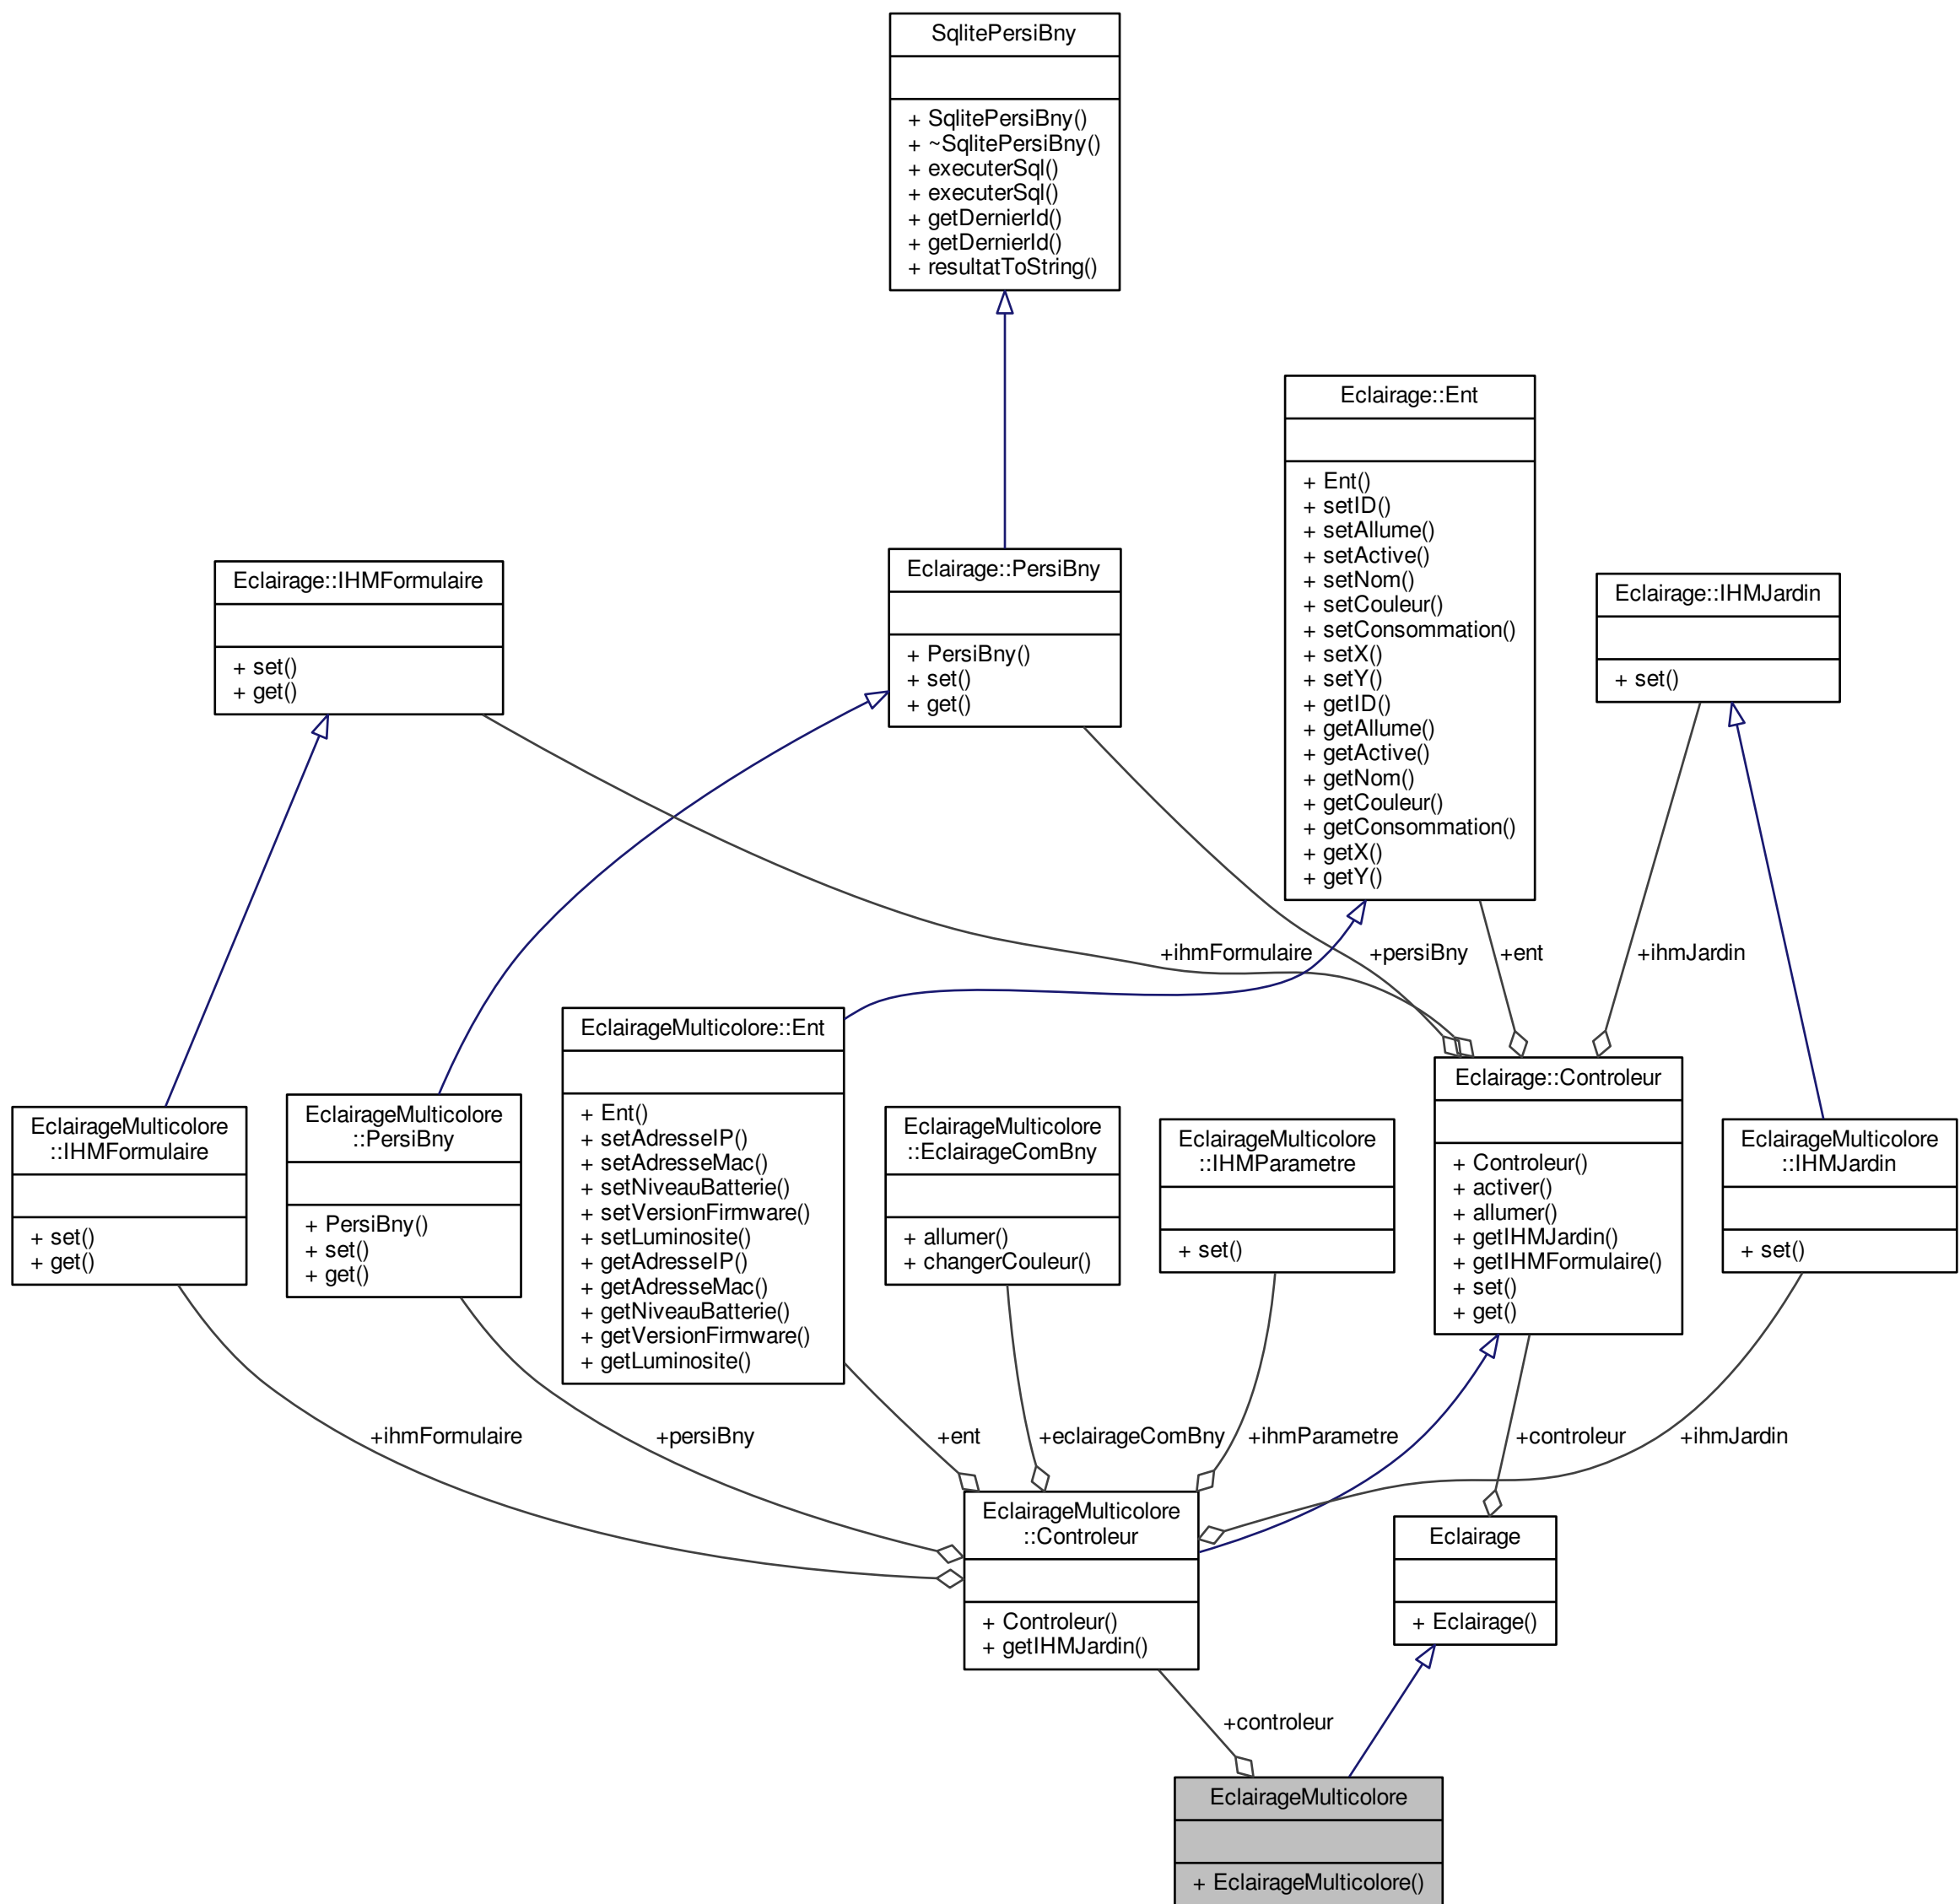 SqlitePersiBny
+ SqlitePersiBny()
+ ~SqlitePersiBny()
+ executerSql()
+ executerSql()
+ getDernierId()
+ getDernierId()
+ resultatToString()
Eclairage::Ent
+ Ent()
+ setID()
+ setAllume()
+ setActive()
+ setNom()
+ setCouleur()
+ setConsommation()
+ setX()
+ setY()
+ getID()
+ getAllume()
+ getActive()
+ getNom()
+ getCouleur()
+ getConsommation()
+ getX()
+ getY()
Eclairage::IHMFormulaire
+ set()
+ get()
Eclairage::PersiBny
+ PersiBny()
+ set()
+ get()
Eclairage::IHMJardin
+ set()
+ihmFormulaire
+persiBny
+ent
+ihmJardin
EclairageMulticolore
::IHMFormulaire
+ set()
+ get()
EclairageMulticolore
::PersiBny
+ PersiBny()
+ set()
+ get()
EclairageMulticolore::Ent
+ Ent()
+ setAdresseIP()
+ setAdresseMac()
+ setNiveauBatterie()
+ setVersionFirmware()
+ setLuminosite()
+ getAdresseIP()
+ getAdresseMac()
+ getNiveauBatterie()
+ getVersionFirmware()
+ getLuminosite()
EclairageMulticolore
::EclairageComBny
+ allumer()
+ changerCouleur()
EclairageMulticolore
::IHMParametre
+ set()
Eclairage::Controleur
+ Controleur()
+ activer()
+ allumer()
+ getIHMJardin()
+ getIHMFormulaire()
+ set()
+ get()
EclairageMulticolore
::IHMJardin
+ set()
+ihmFormulaire
+persiBny
+ent
+eclairageComBny
+ihmParametre
+controleur
+ihmJardin
EclairageMulticolore
::Controleur
+ Controleur()
+ getIHMJardin()
Eclairage
+ Eclairage()
+controleur
EclairageMulticolore
+ EclairageMulticolore()